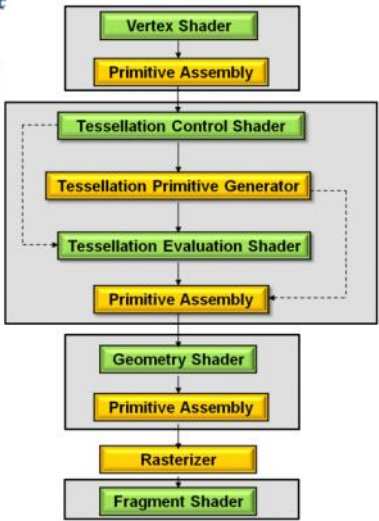 Vertex Shader
Primitive Assembly
Tessellation Control Shader
Tessellation Primitive Generator
Tessellation Evaluation Shader
Primitive Assembly
Geometry Shader
Primitive Assembly
Rasterizer
Fragment Shader